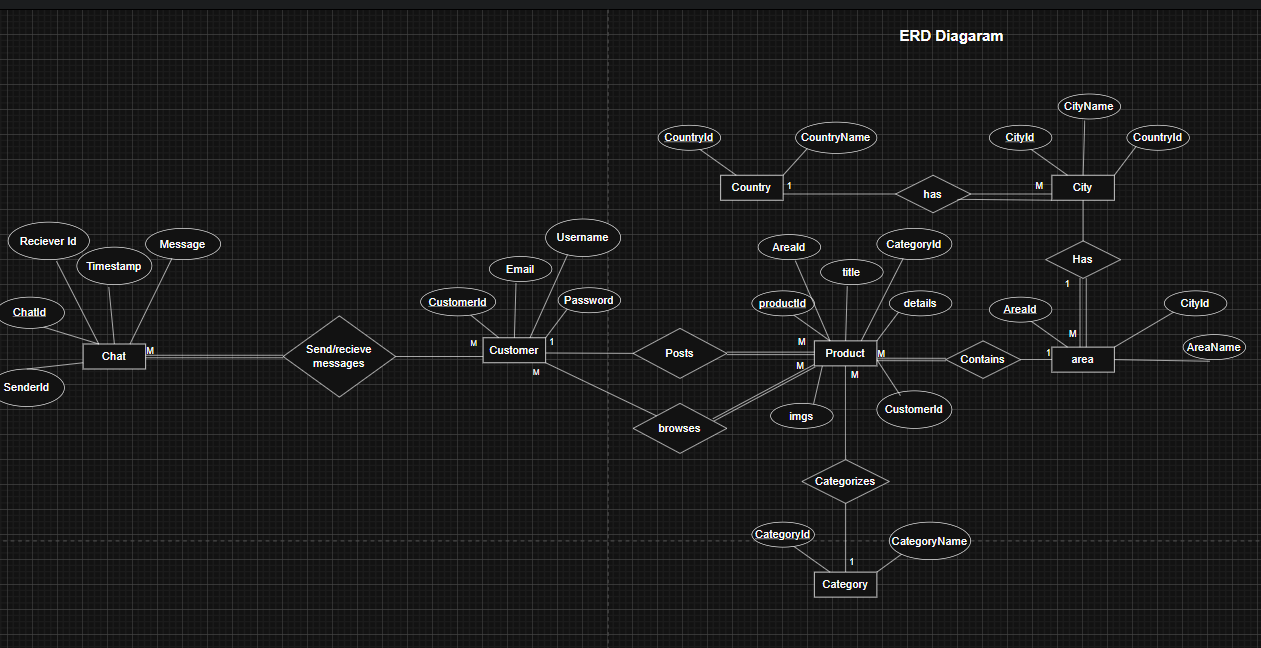 ERD Diagaram
CityName
CountryId
CountryName
CityId
CountryId
Country
1
has
M
City
Reciever Id
Timestamp
Message
Username
Email
CustomerId
Password
AreaId
title
CategoryId
productId
details
Has
1
M
AreaId
CityId
AreaName
ChatId
SenderId
Chat
M
Send/recieve
messages
M
Customer
1
M
Posts
M
M
Product
M
M
Contains
1
area
browses
imgs
CustomerId
Categorizes
CategoryId
CategoryName
1
Category